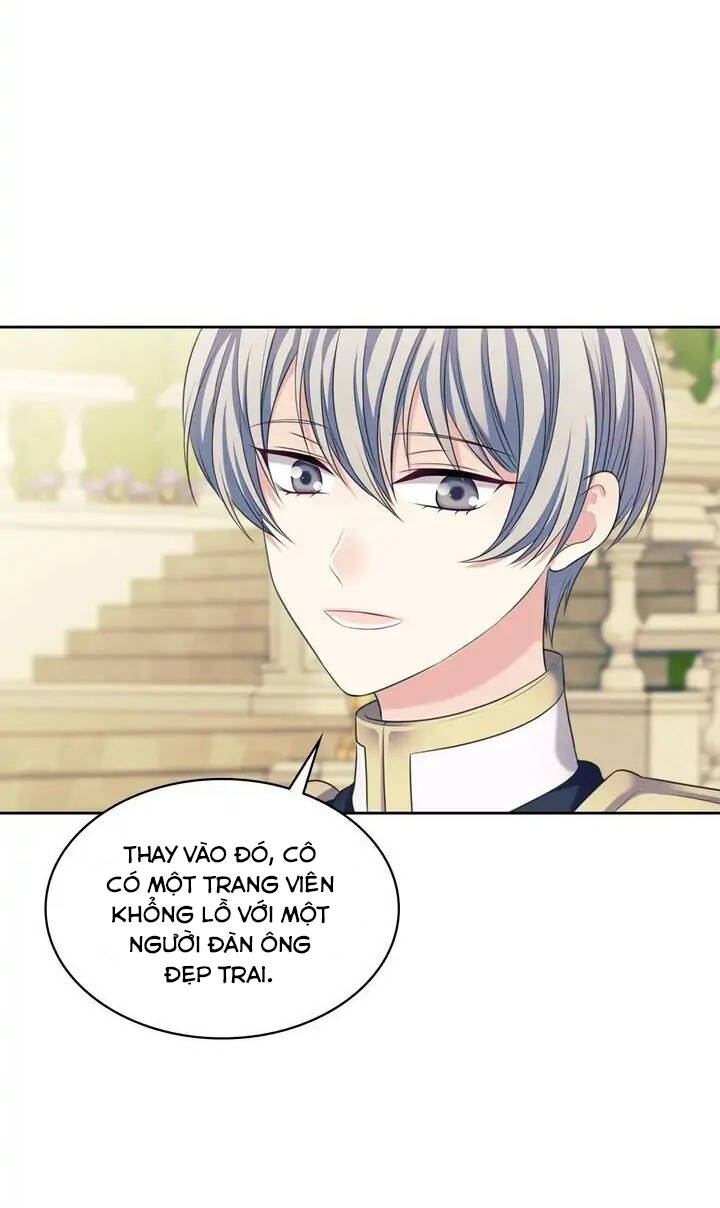 THAY VÀO ĐÓ, CÔ
CÓ MỘT TRANG VIÊN
KHỔNG LỒ VỚI MỘT
NGƯỜI ĐÀN ÔNG
ĐẸP TRAI.